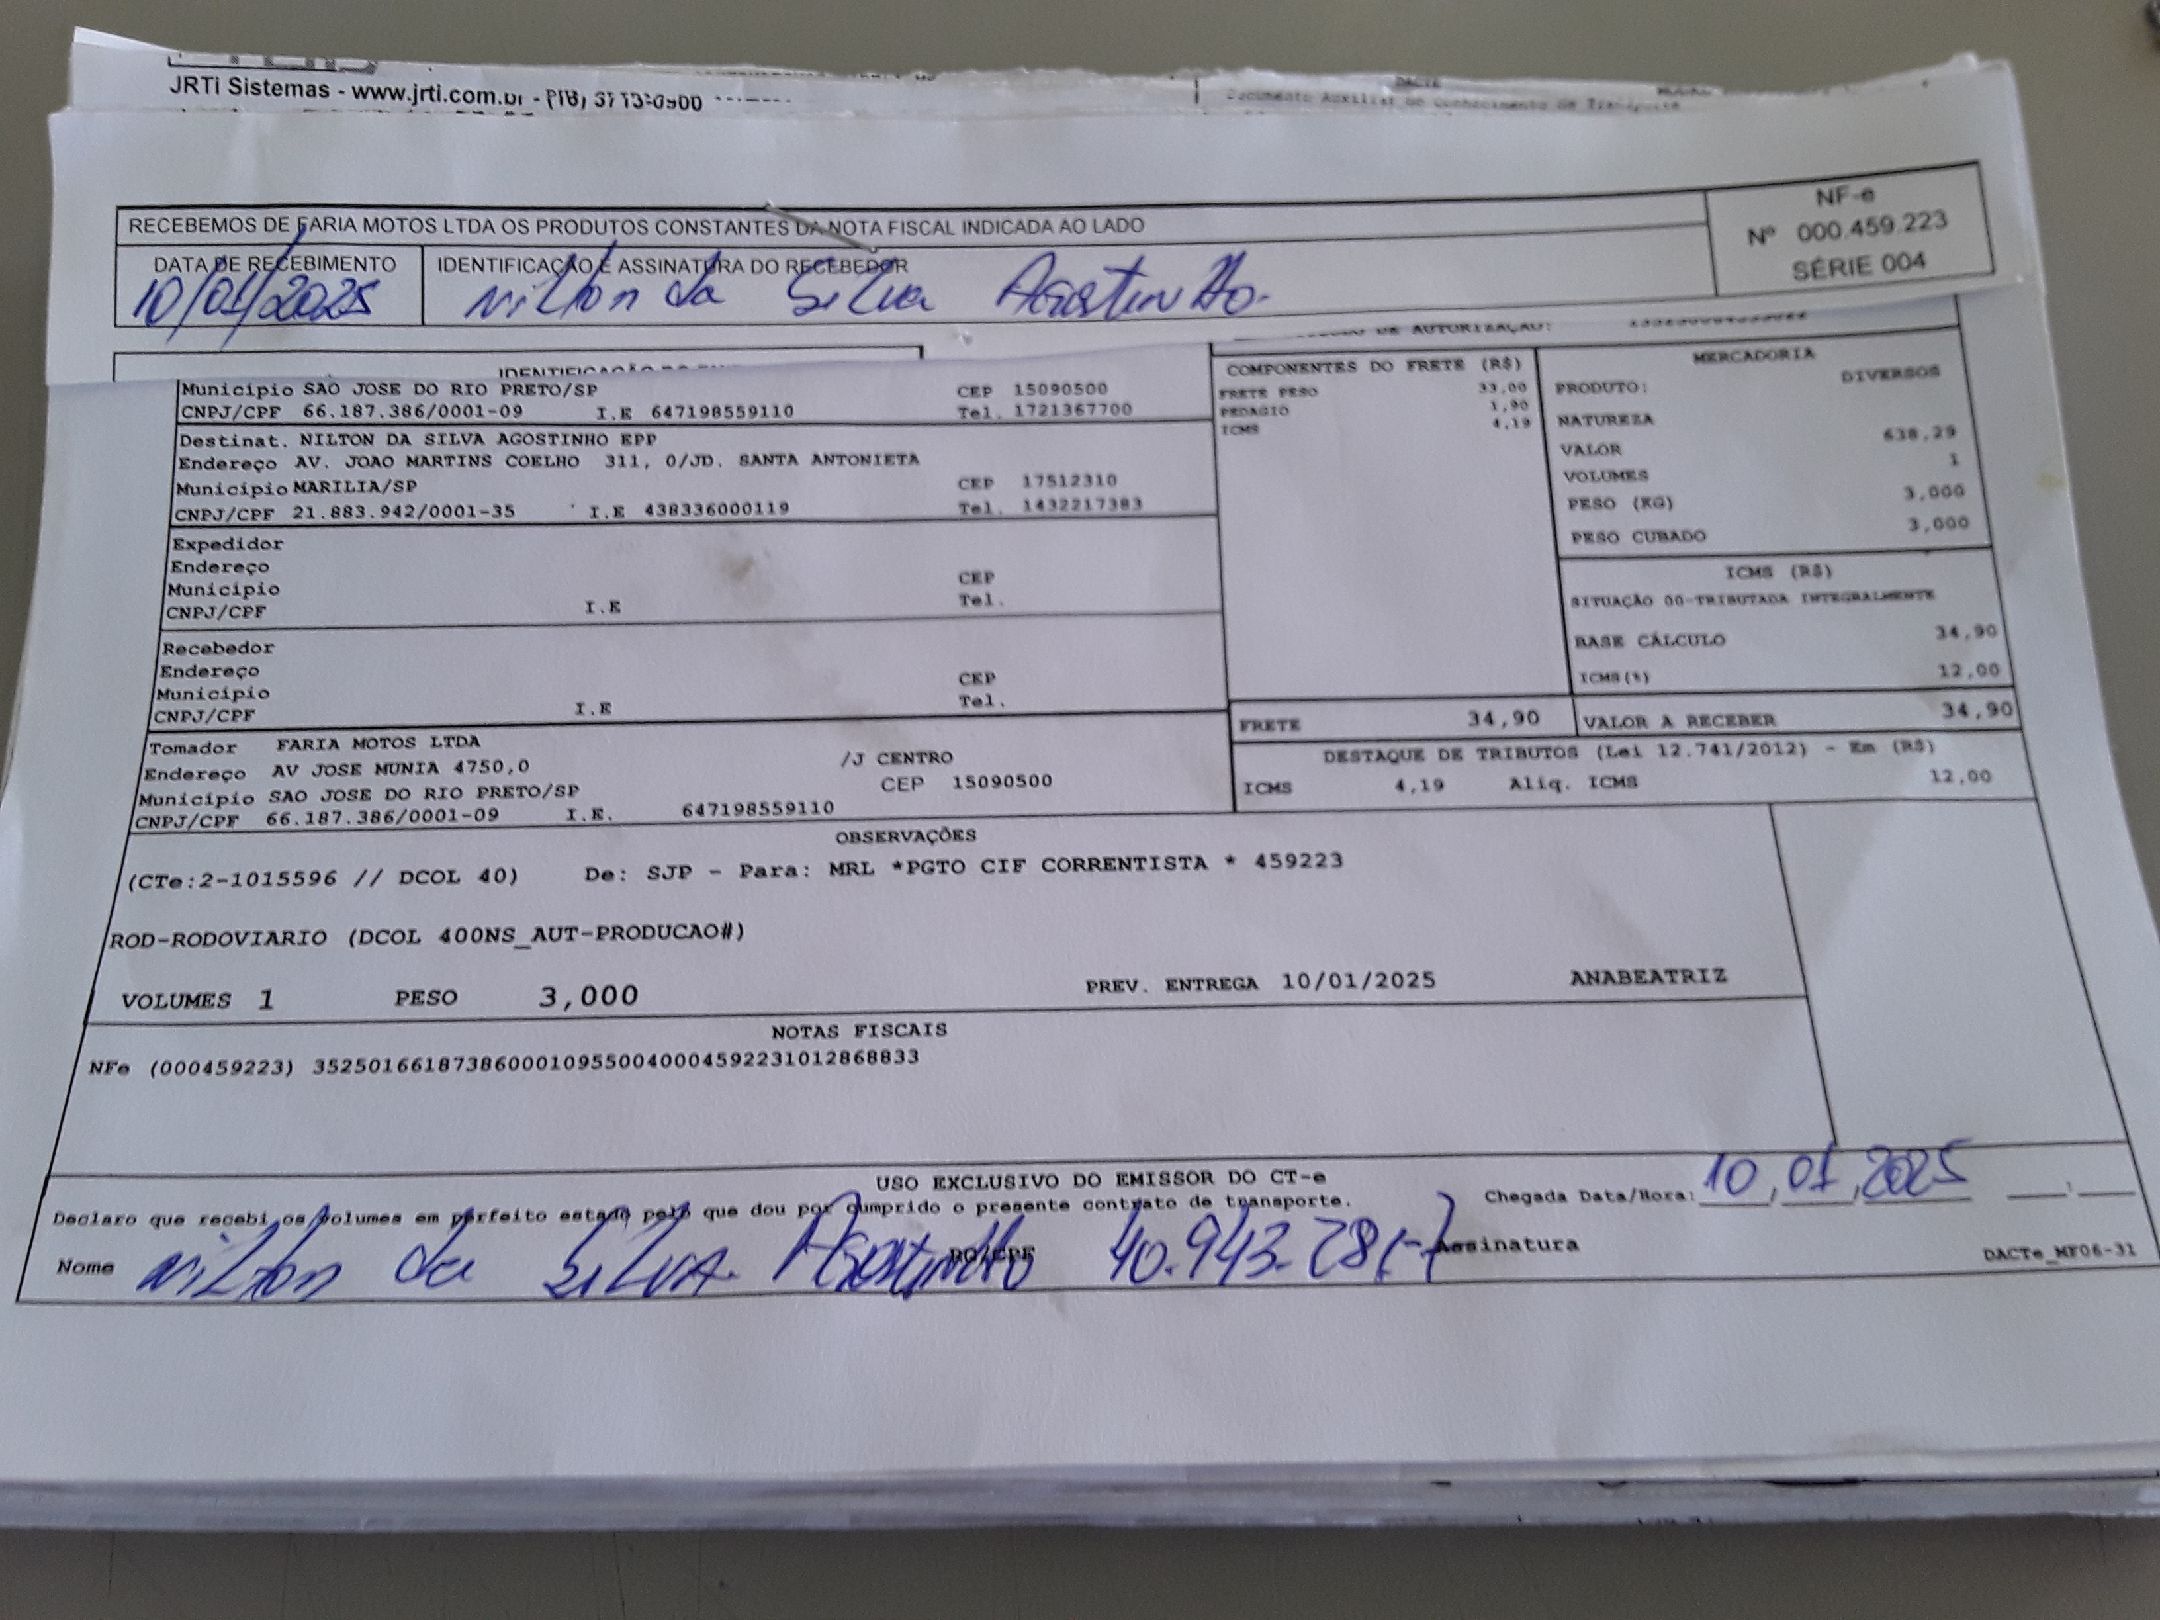 JRTi Sistemas - www.jrti.com.br -
Documento Auxiliar do Conhecimento de Transporte
RECEBEMOS DE FARIA MOTOS LTDA OS PRODUTOS CONSTANTES DA NOTA FISCAL INDICADA AO LADO
NF-e
Nº 000.459.223
SÉRIE 004
DATA DE RECEBIMENTO IDENTIFICAÇÃO E ASSINATURA DO RECEBEDOR
10/01/2025 Nilton da Silva Agostinho
DE AUTORIZAÇÃO:
Município SAO JOSE DO RIO PRETO/SP CEP 15090500
CNPJ/CPF 66.187.386/0001-09 I.E 647198559110 Tel. 1721367700
Destinat. NILTON DA SILVA AGOSTINHO EPP
Endereço AV. JOAO MARTINS COELHO 311, 0/JD. SANTA ANTONIETA
Município MARILIA/SP CEP 17512310
CNPJ/CPF 21.883.942/0001-35 I.E 438336000119 Tel. 1432217383
Expedidor
Endereço
Município CEP
CNPJ/CPF I.E Tel.
Recebedor
Endereço
Município CEP
CNPJ/CPF I.E Tel.
Tomador FARIA MOTOS LTDA
Endereço AV JOSE MUNIA 4750,0 /J CENTRO
Município SAO JOSE DO RIO PRETO/SP CEP 15090500
CNPJ/CPF 66.187.386/0001-09 I.E. 647198559110
COMPONENTES DO FRETE (R$)
FRETE PESO 33,00
PEDAGIO 1,90
ICMS 4,19
MERCADORIA
PRODUTO: DIVERSOS
NATUREZA
VALOR 638,29
VOLUMES 1
PESO (KG) 3,000
PESO CUBADO 3,000
ICMS (R$)
SITUAÇÃO 00-TRIBUTADA INTEGRALMENTE
BASE CÁLCULO 34,90
ICMS(%) 12,00
FRETE 34,90 VALOR A RECEBER 34,90
DESTAQUE DE TRIBUTOS (Lei 12.741/2012) - Em (R$)
ICMS 4,19 Aliq. ICMS 12,00
OBSERVAÇÕES
(CTe:2-1015596 // DCOL 40) De: SJP - Para: MRL *PGTO CIF CORRENTISTA * 459223
ROD-RODOVIARIO (DCOL 400NS_AUT-PRODUCAO#)
VOLUMES 1 PESO 3,000 PREV. ENTREGA 10/01/2025 ANABEATRIZ
NOTAS FISCAIS
NFe (000459223) 35250166187386000109550040004592231012868833
USO EXCLUSIVO DO EMISSOR DO CT-e
Declaro que recebi os volumes em perfeito estado pelo que dou por cumprido o presente contrato de transporte. Chegada Data/Hora: 10,01,2025
Nome Nilton da Silva Agostinho RG/CPF Assinatura
DACTe_MF06-31